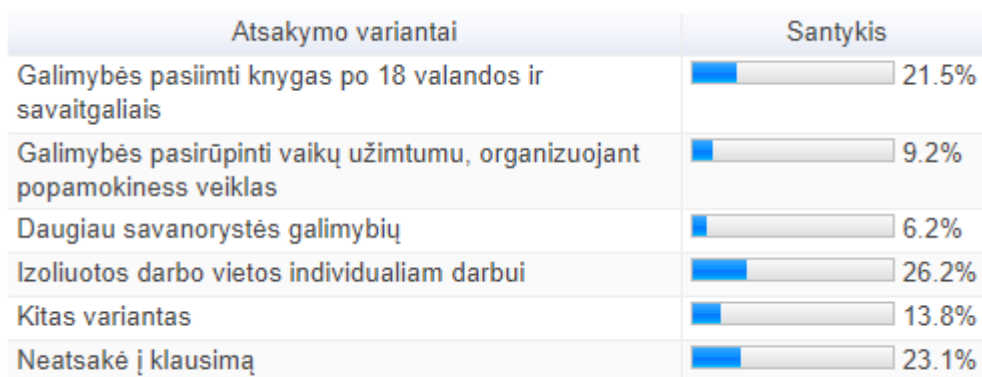 Atsakymo variantai Santykis
Galimybės pasiimti knygas po 18 valandos ir
savaitgaliais
21.5%
Galimybės pasirūpinti vaikų užimtumu, organizuojant
popamokiness veiklas
9.2%
Daugiau savanorystės galimybių 6.2%
Izoliuotos darbo vietos individualiam darbui 26.2%
Kitas variantas 13.8%
Neatsakė į klausimą 23.1%